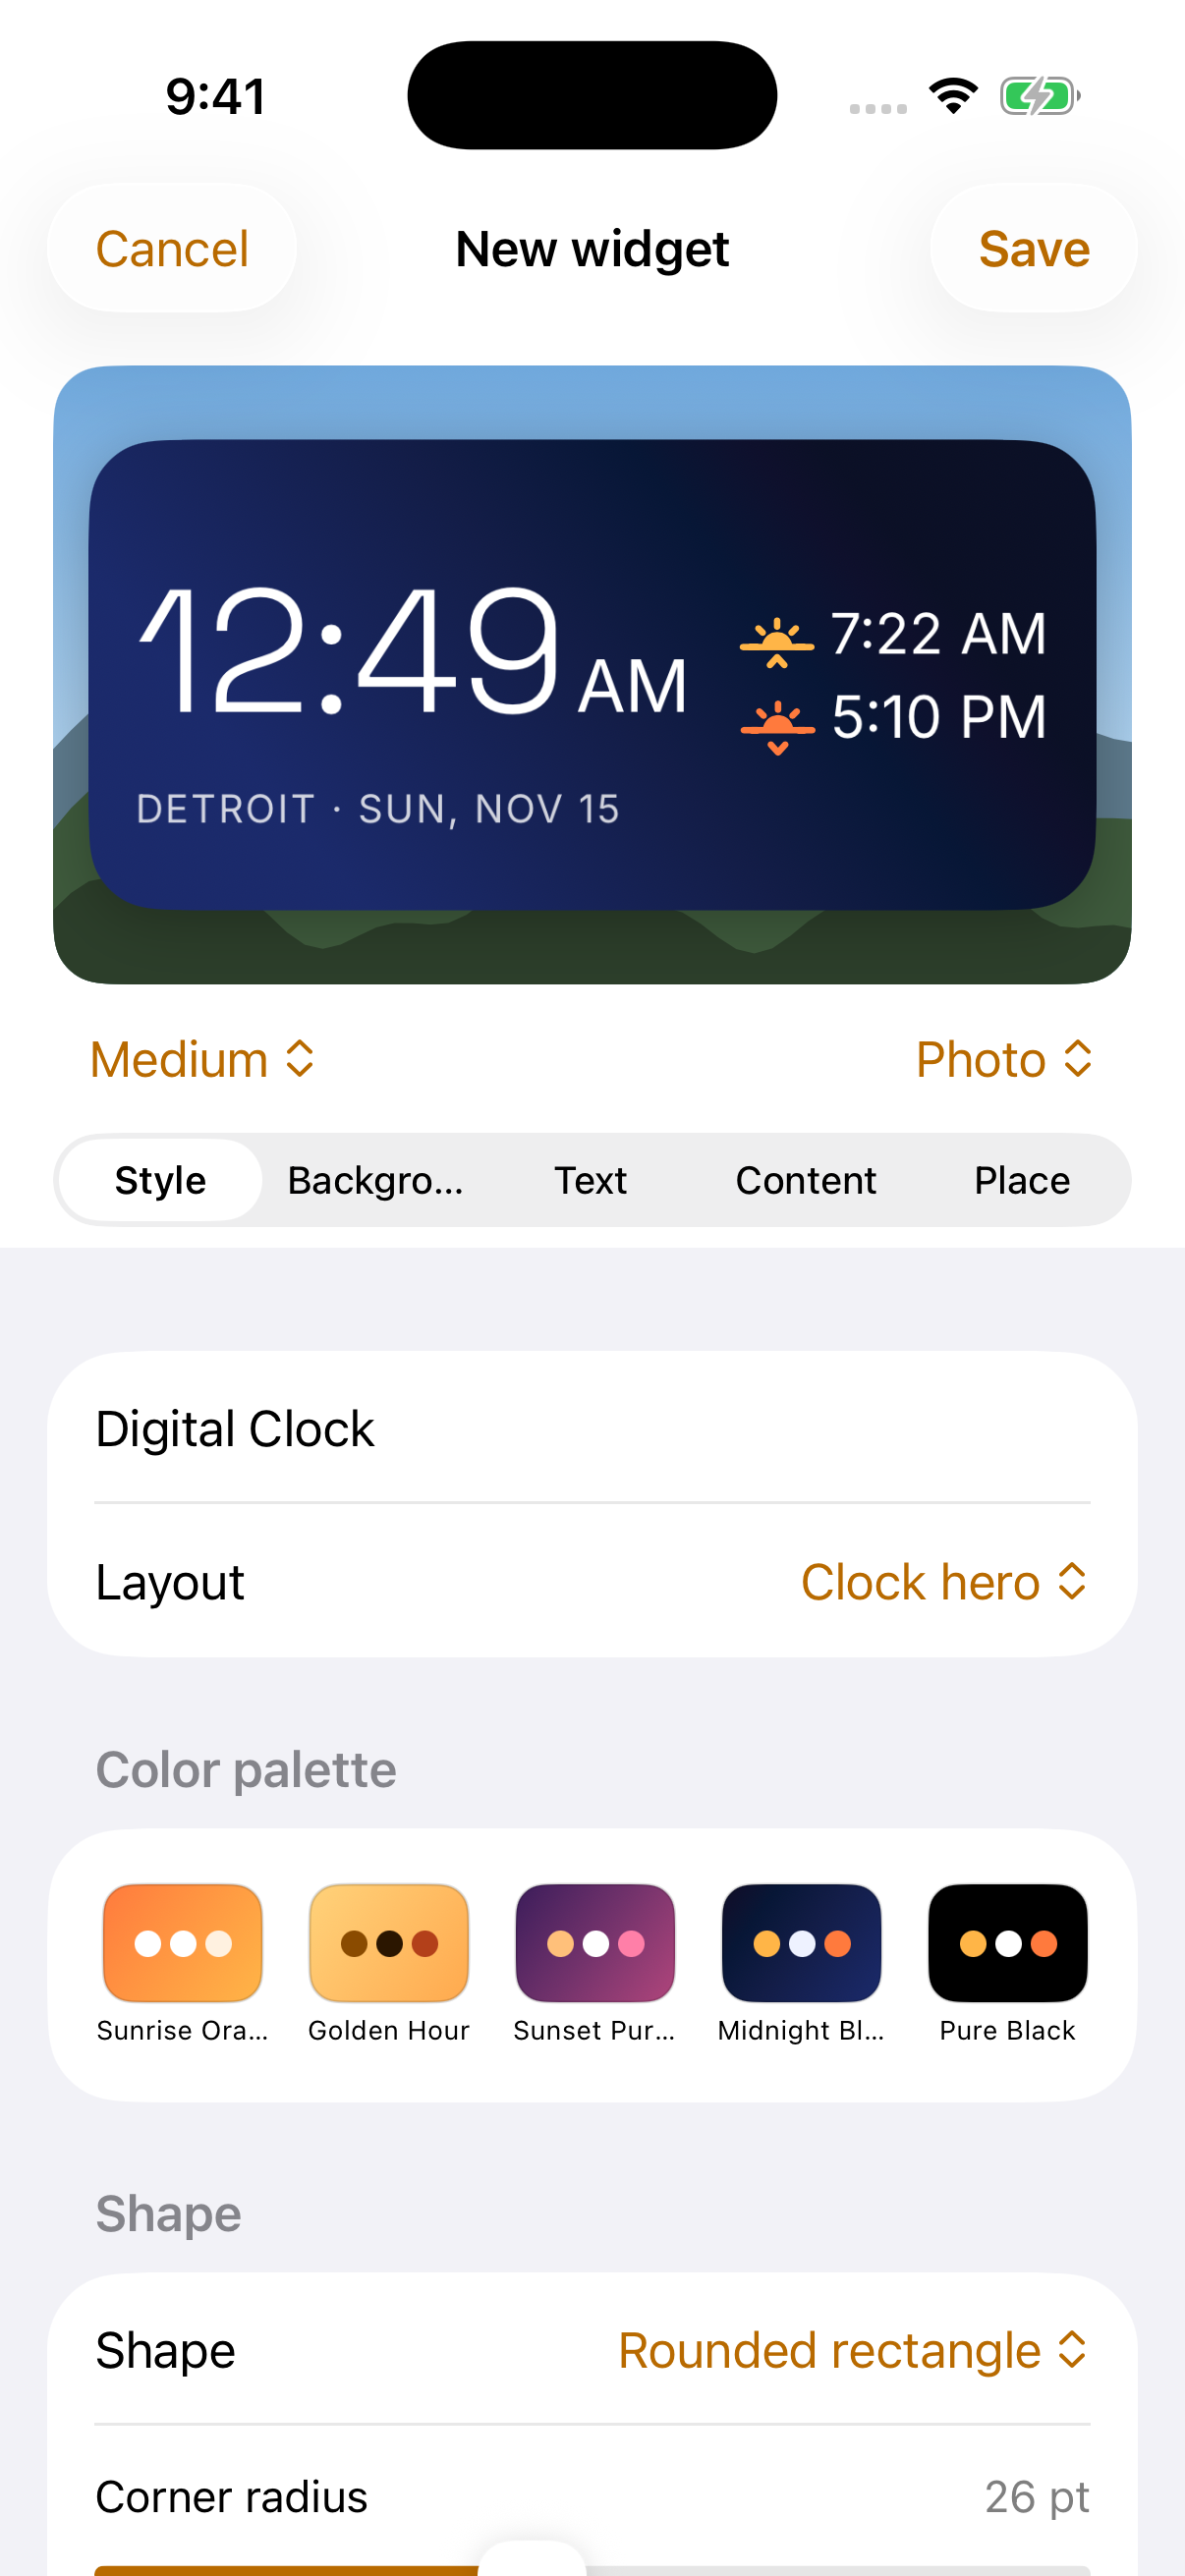 9:41
Cancel
New widget
Save
12:49 AM
7:22 AM
5:10 PM
DETROIT · SUN, NOV 15
Medium
Photo
Style
Backgro...
Text
Content
Place
Digital Clock
Layout
Clock hero
Color palette
Sunrise Ora...
Golden Hour
Sunset Pur...
Midnight Bl...
Pure Black
Shape
Shape
Rounded rectangle
Corner radius
26 pt